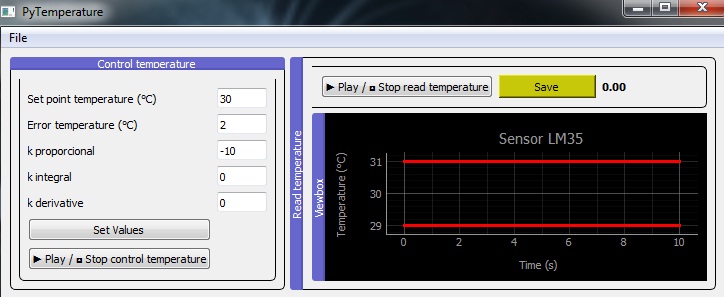 PyTemperature
File
Control temperature
Set point temperature (ºC) 30
Error temperature (ºC) 2
k proporcional -10
k integral 0
k derivative 0
Set Values
▶ Play / ◘ Stop control temperature
Read temperature
▶ Play / ◘ Stop read temperature Save 0.00
Viewbox
Sensor LM35
Temperature (°C)
31
30
29
0 2 4 6 8 10
Time (s)